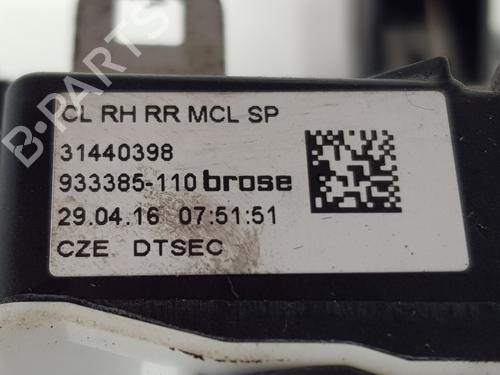 CL RH RR MCL SP
31440398
933385-110 brose
29.04.16 07:51:51
CZE DTSEC
B-PARTS